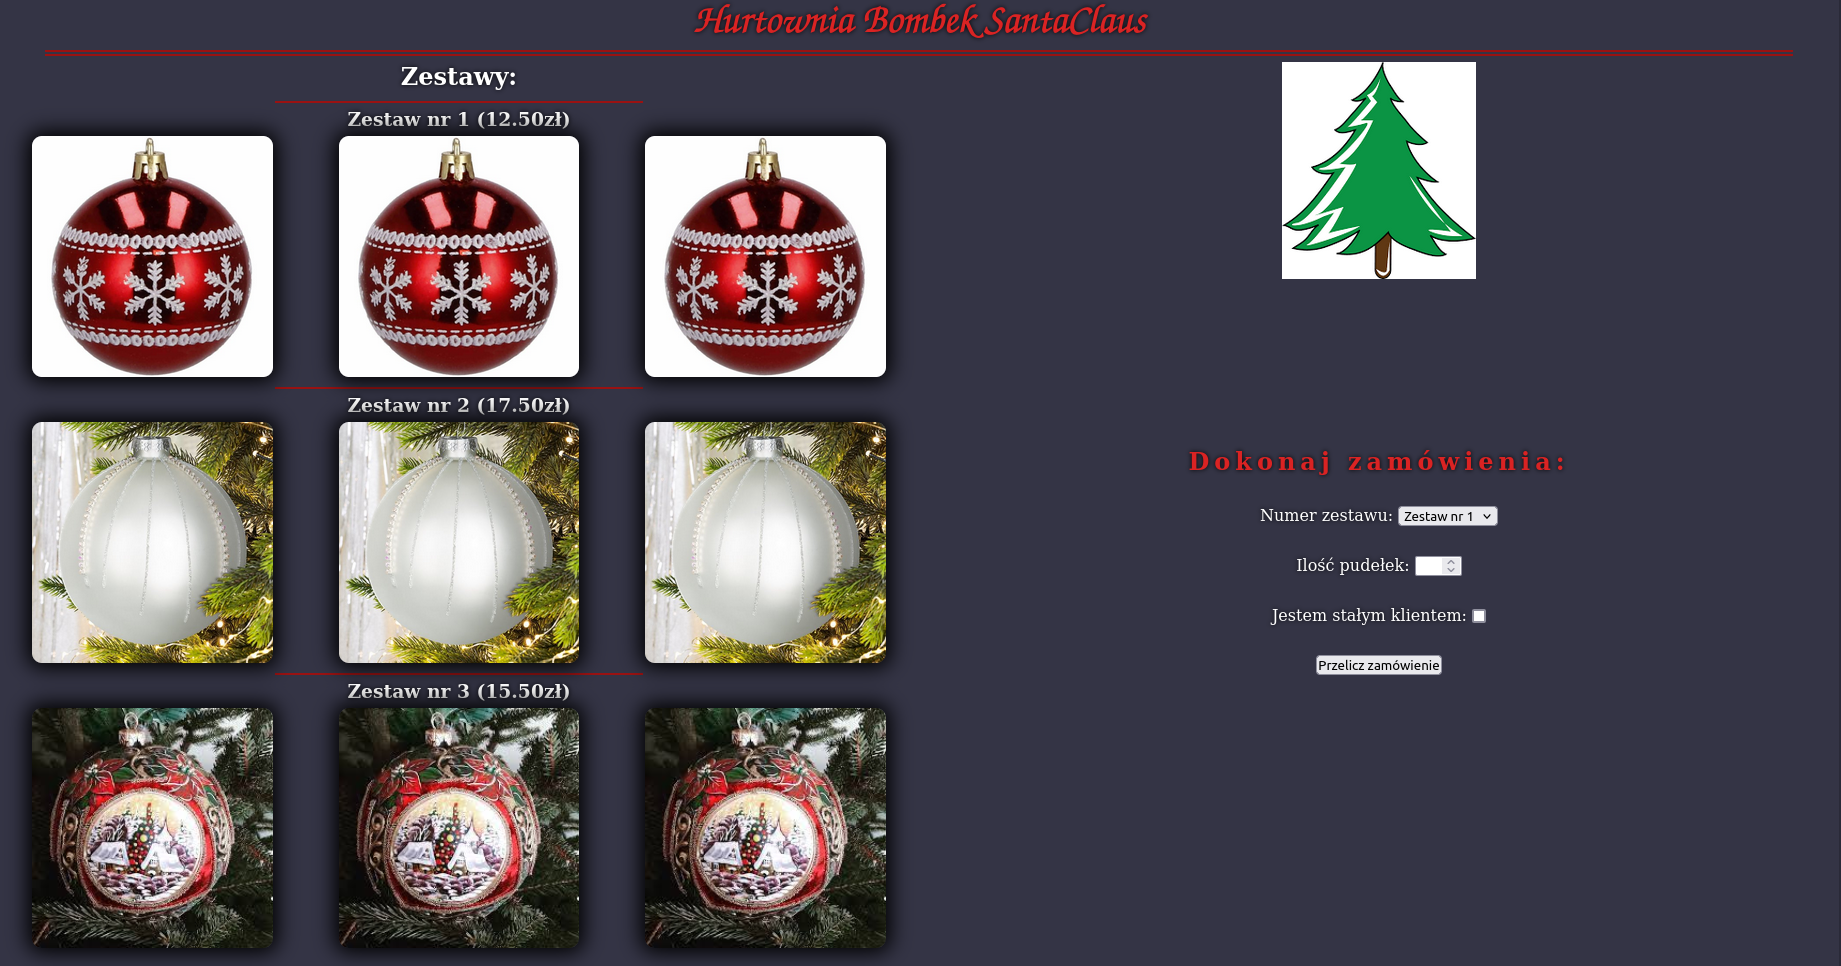 Hurtownia Bombek SantaClaus
Zestawy:
Zestaw nr 1 (12.50zł)
Zestaw nr 2 (17.50zł)
Zestaw nr 3 (15.50zł)
Dokonaj zamówienia:
Numer zestawu: Zestaw nr 1
Ilość pudełek:
Jestem stałym klientem:
Przelicz zamówienie